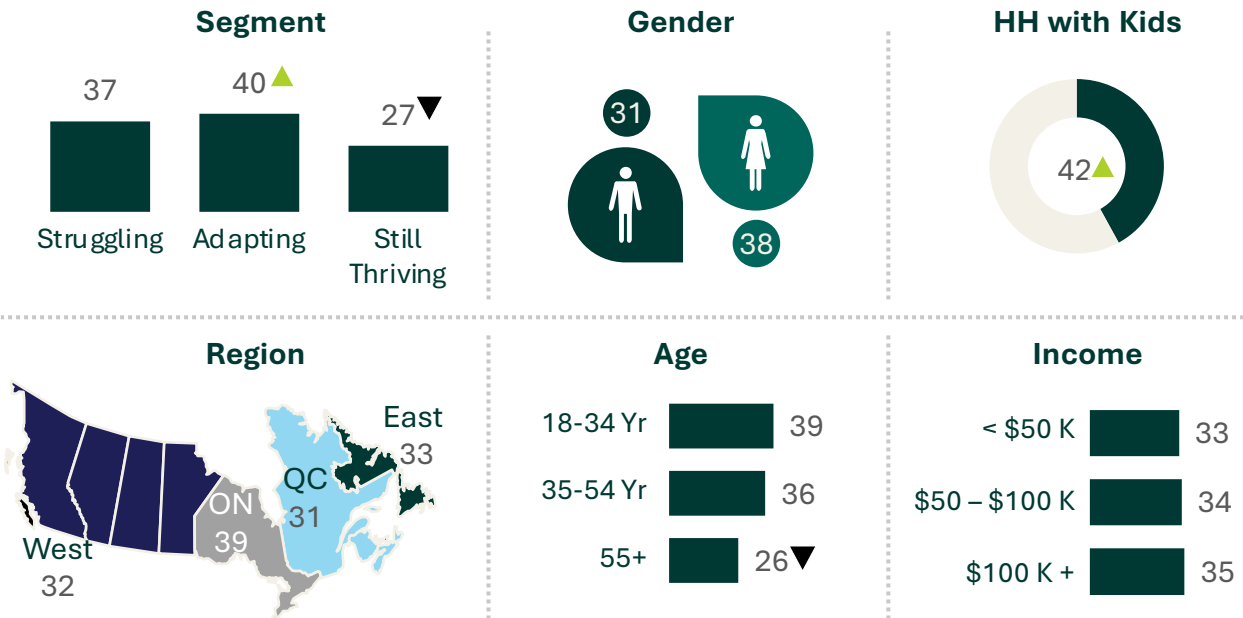 Segment
37
40
27
Struggling
Adapting
Still
Thriving
Gender
31
38
HH with Kids
42
Region
East
33
QC
31
ON
39
West
32
Age
18-34 Yr
39
35-54 Yr
36
55+
26
Income
< $50 K
33
$50 – $100 K
34
$100 K +
35